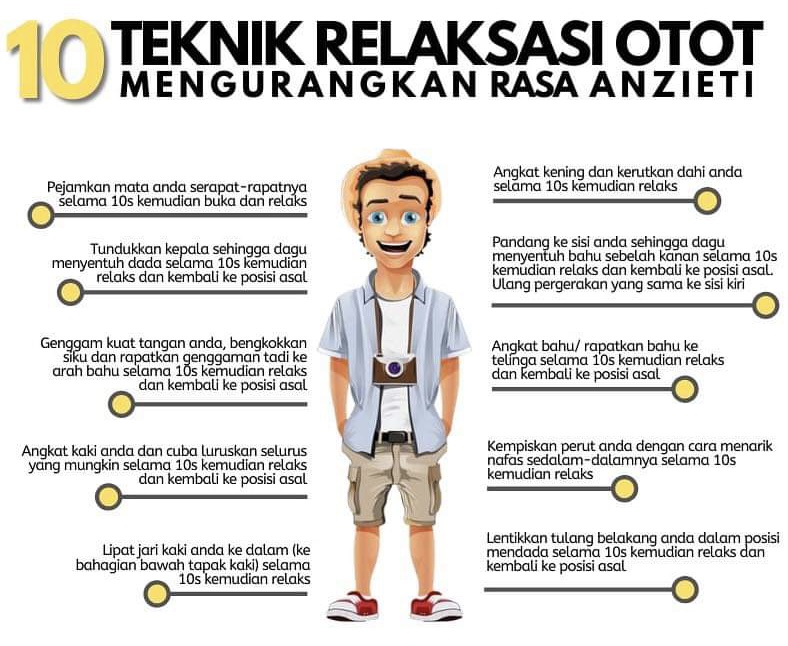 10 TEKNIK RELAKSASI OTOT
MENGURANGKAN RASA ANZIETI
Pejamkan mata anda serapat-rapatnya
selama 10s kemudian buka dan relaks
Tundukkan kepala sehingga dagu
menyentuh dada selama 10s kemudian
relaks dan kembali ke posisi asal
Genggam kuat tangan anda, bengkokkan
siku dan rapatkan genggaman tadi ke
arah bahu selama 10s kemudian relaks
dan kembali ke posisi asal
Angkat kaki anda dan cuba luruskan selurus
yang mungkin selama 10s kemudian relaks
dan kembali ke posisi asal
Lipat jari kaki anda ke dalam (ke
bahagian bawah tapak kaki) selama
10s kemudian relaks
Angkat kening dan kerutkan dahi anda
selama 10s kemudian relaks
Pandang ke sisi anda sehingga dagu
menyentuh bahu sebelah kanan selama 10s
kemudian relaks dan kembali ke posisi asal.
Ulang pergerakan yang sama ke sisi kiri
Angkat bahu/ rapatkan bahu ke
telinga selama 10s kemudian relaks
dan kembali ke posisi asal
Kempiskan perut anda dengan cara menarik
nafas sedalam-dalamnya selama 10s
kemudian relaks
Lentikkan tulang belakang anda dalam posisi
mendada selama 10s kemudian relaks dan
kembali ke posisi asal